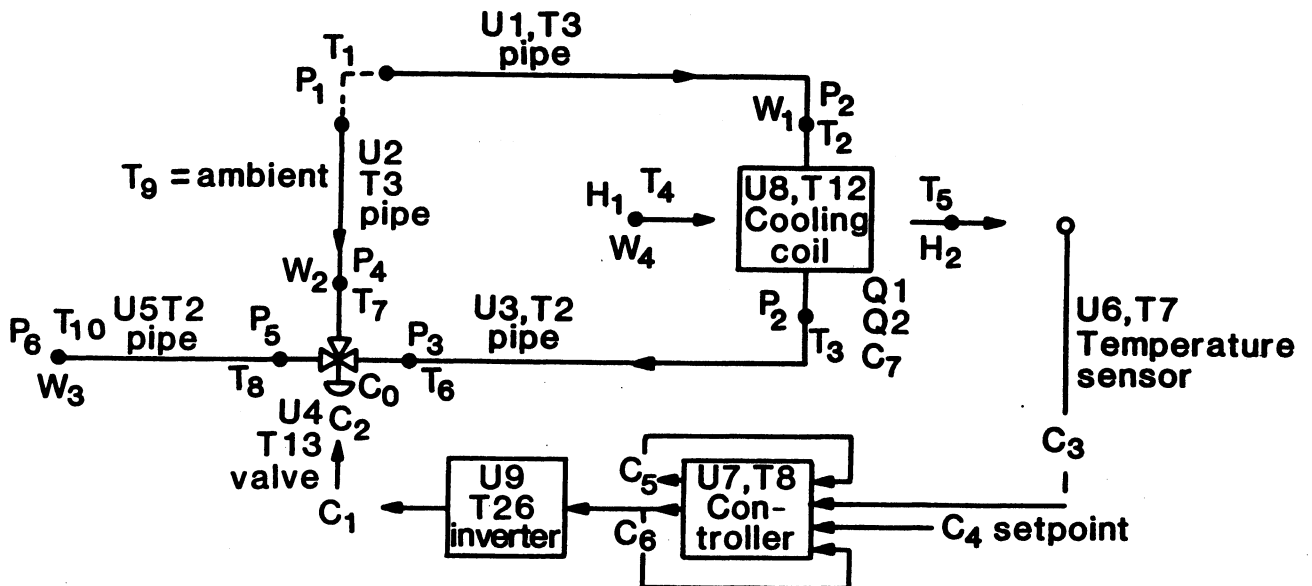 U1,T3
pipe
T₁
P₁
W₁
P₂
T₂
U2
T3
pipe
T₉ = ambient
H₁
T₄
W₄
U8,T12
Cooling
coil
T₅
H₂
W₂
P₄
T₇
P₂
T₃
Q1
Q2
C₇
U6,T7
Temperature
sensor
P₆
T₁₀
W₃
U5T2
pipe
P₅
T₈
C₀
P₃
T₆
U3,T2
pipe
U4
T13
valve
C₂
C₁
U9
T26
inverter
C₅
C₆
U7,T8
Con-
troller
C₃
C₄ setpoint